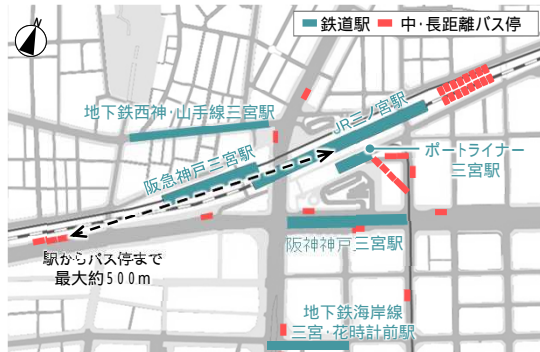 鉄道駅 中・長距離バス停
地下鉄西神・山手線三宮駅
JR三ノ宮駅
阪急神戸三宮駅
ポートライナー
三宮駅
阪神神戸三宮駅
駅からバス停まで
最大約500m
地下鉄海岸線
三宮・花時計前駅